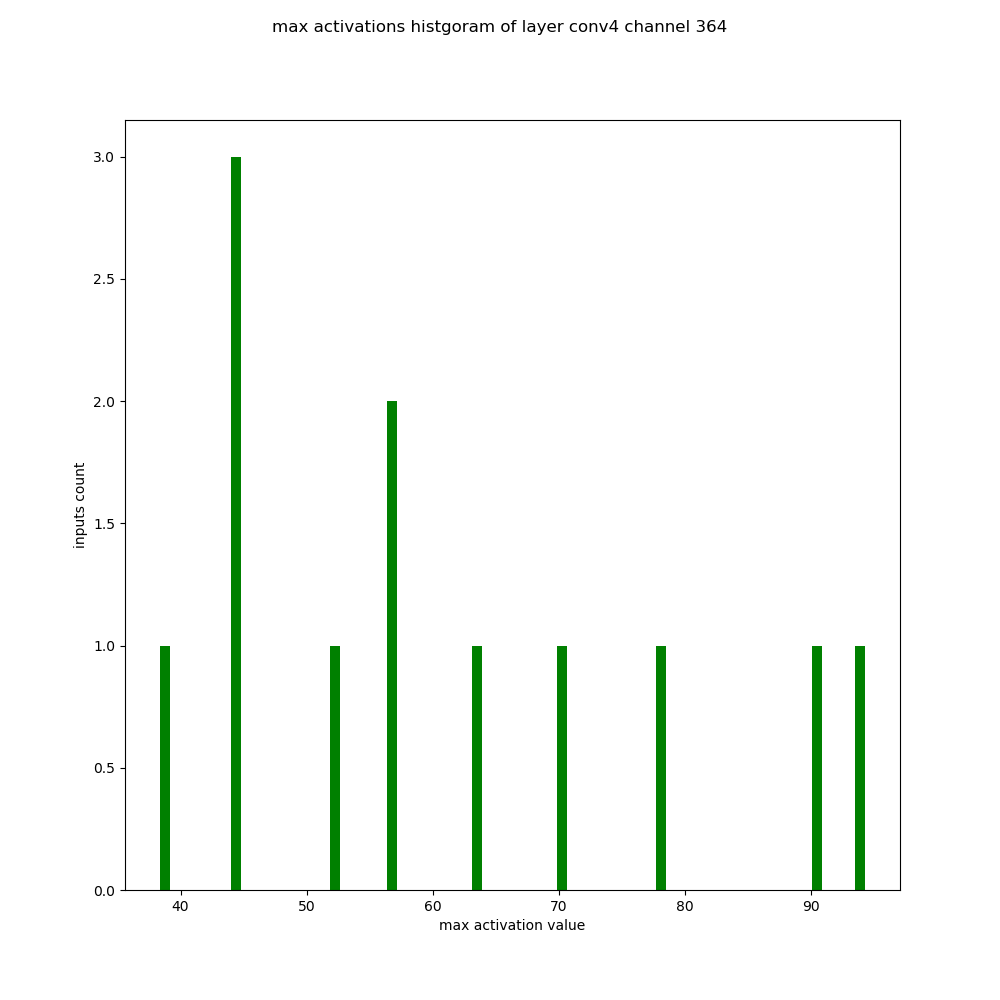 max activations histgoram of layer conv4 channel 364
3.0
2.5
2.0
1.5
1.0
0.5
0.0
inputs count
40 50 60 70 80 90
max activation value